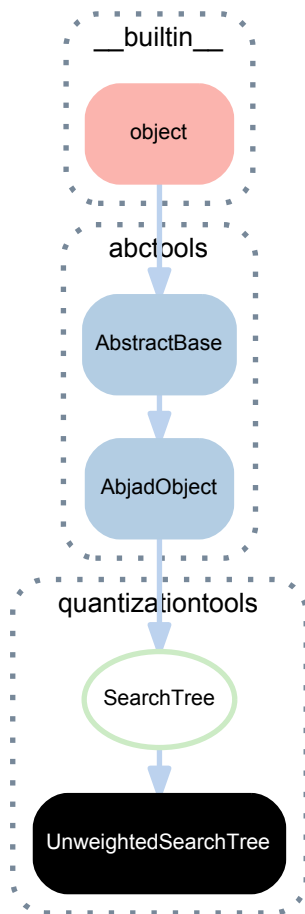 __builtin__
object
abctools
AbstractBase
AbjadObject
quantizationtools
SearchTree
UnweightedSearchTree